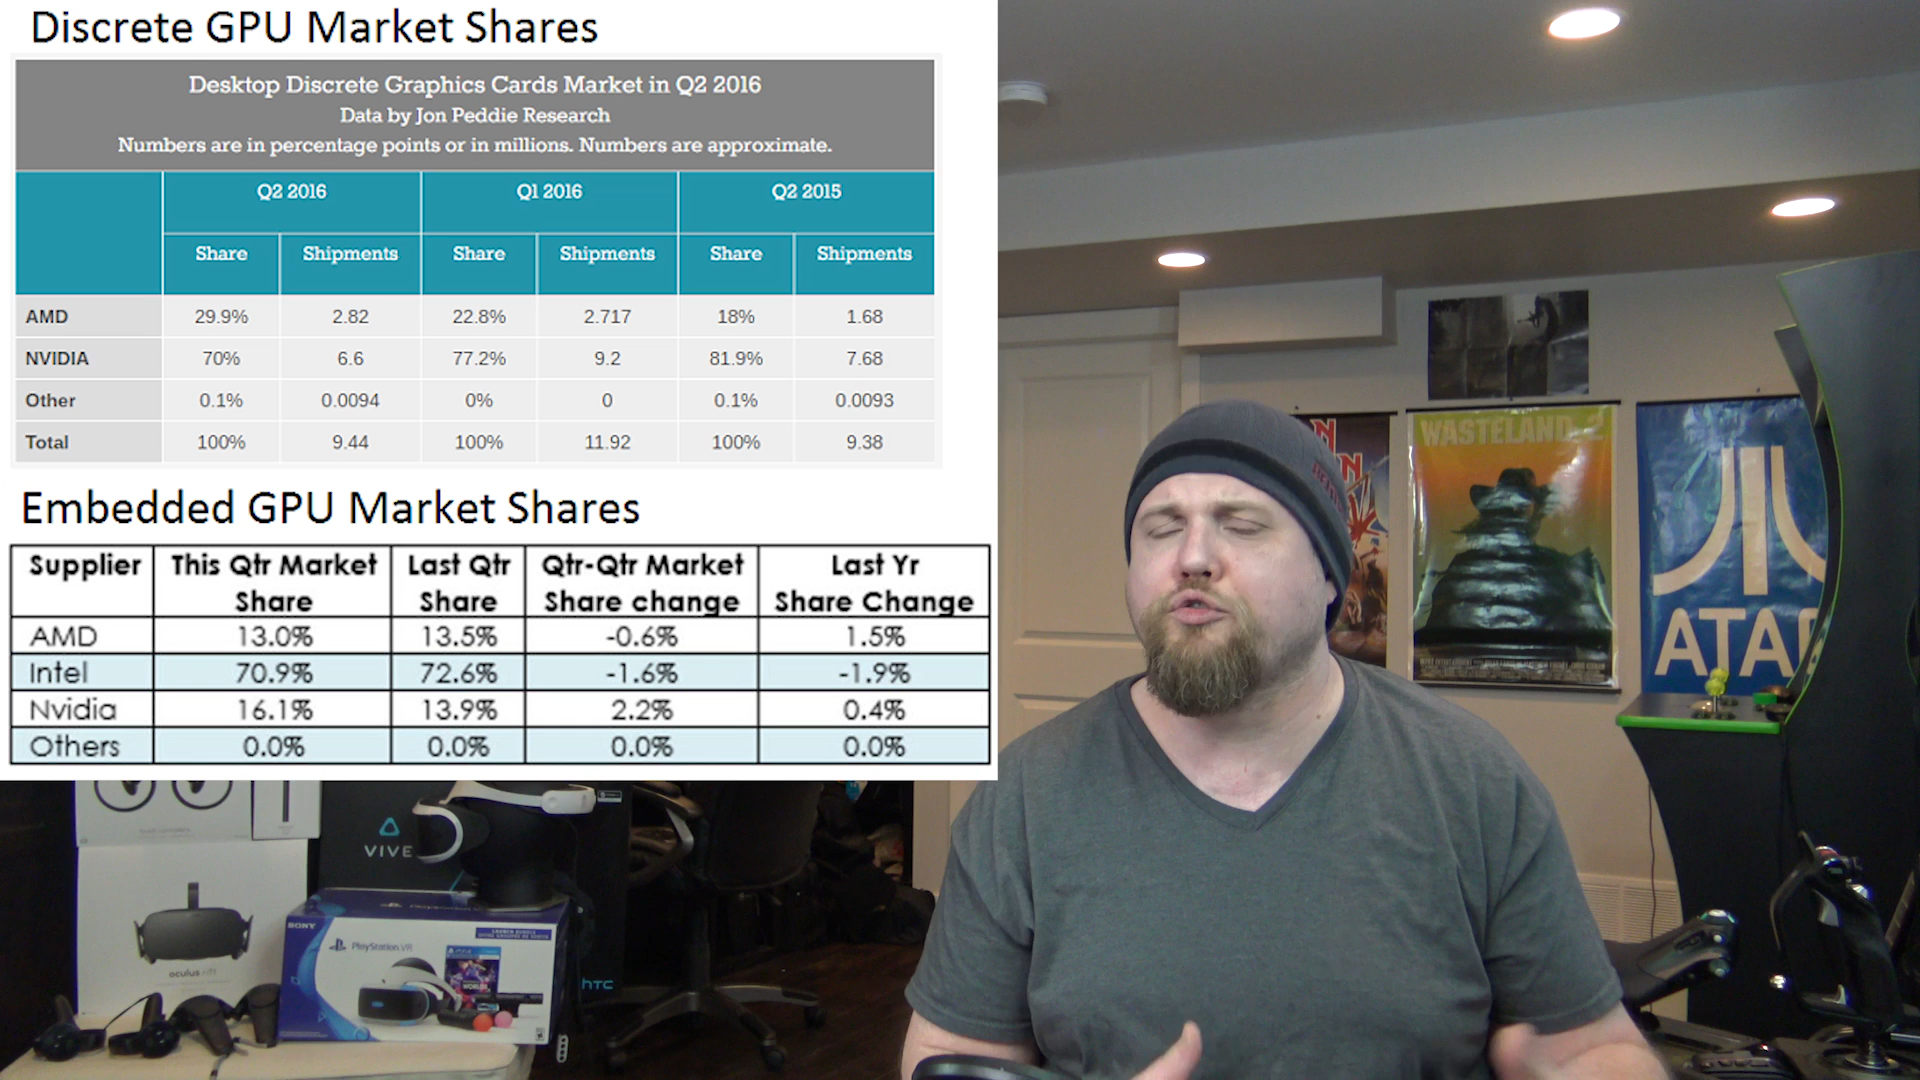 Discrete GPU Market Shares
Desktop Discrete Graphics Cards Market in Q2 2016
Data by Jon Peddie Research
Numbers are in percentage points or in millions. Numbers are approximate.
Q2 2016 Q1 2016 Q2 2015
Share Shipments Share Shipments Share Shipments
AMD 29.9% 2.82 22.8% 2.717 18% 1.68
NVIDIA 70% 6.6 77.2% 9.2 81.9% 7.68
Other 0.1% 0.0094 0% 0 0.1% 0.0093
Total 100% 9.44 100% 11.92 100% 9.38
Embedded GPU Market Shares
Supplier This Qtr Market Last Qtr Qtr-Qtr Market Last Yr
Share Share Share change Share Change
AMD 13.0% 13.5% -0.6% 1.5%
Intel 70.9% 72.6% -1.6% -1.9%
Nvidia 16.1% 13.9% 2.2% 0.4%
Others 0.0% 0.0% 0.0% 0.0%
WASTELAND 2
ATA
VIVE
SONY
PlayStation VR
oculus rift
hTC
WORLDS